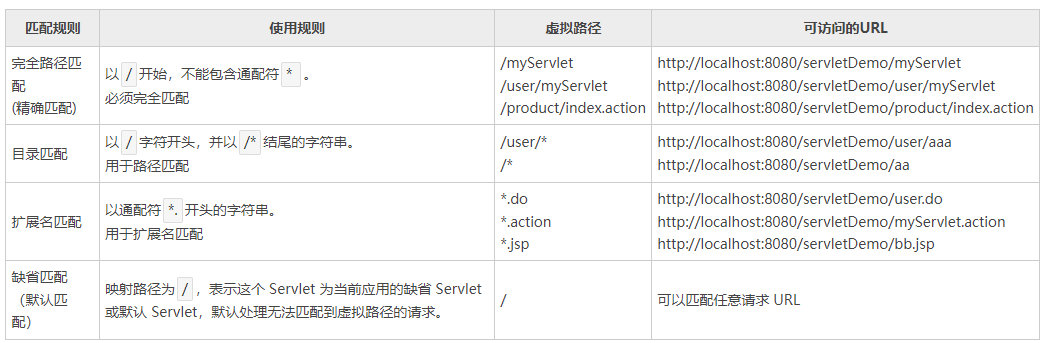 匹配规则 使用规则 虚拟路径 可访问的URL
完全路径匹
配
(精确匹配)
以 / 开始，不能包含通配符 * 。
必须完全匹配
/myServlet
/user/myServlet
/product/index.action
http://localhost:8080/servletDemo/myServlet
http://localhost:8080/servletDemo/user/myServlet
http://localhost:8080/servletDemo/product/index.action
目录匹配
以 / 字符开头，并以 /* 结尾的字符串。
用于路径匹配
/user/*
/*
http://localhost:8080/servletDemo/user/aaa
http://localhost:8080/servletDemo/aa
扩展名匹配
以通配符 *. 开头的字符串。
用于扩展名匹配
*.do
*.action
*.jsp
http://localhost:8080/servletDemo/user.do
http://localhost:8080/servletDemo/myServlet.action
http://localhost:8080/servletDemo/bb.jsp
缺省匹配
（默认匹
配）
映射路径为 / ，表示这个 Servlet 为当前应用的缺省 Servlet
或默认 Servlet，默认处理无法匹配到虚拟路径的请求。
/
可以匹配任意请求 URL